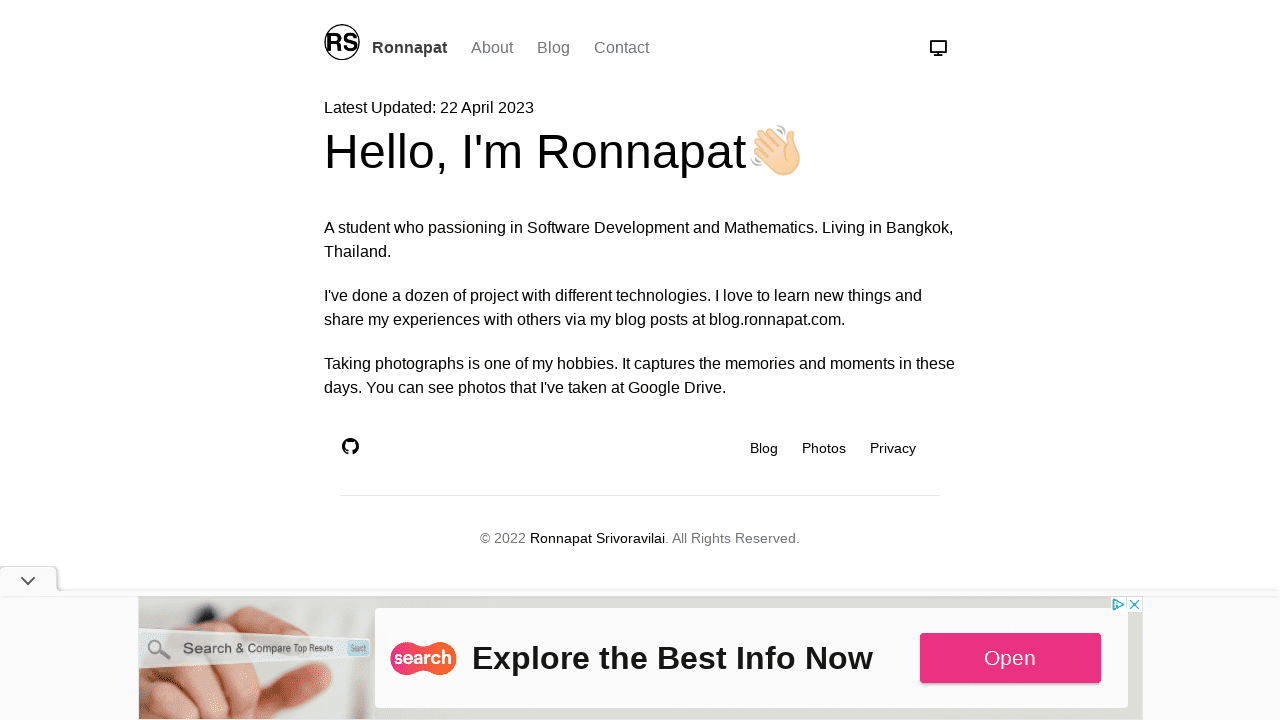 RS Ronnapat About Blog Contact
Latest Updated: 22 April 2023
Hello, I'm Ronnapat👋🏻
A student who passioning in Software Development and Mathematics. Living in Bangkok,
Thailand.
I've done a dozen of project with different technologies. I love to learn new things and
share my experiences with others via my blog posts at blog.ronnapat.com.
Taking photographs is one of my hobbies. It captures the memories and moments in these
days. You can see photos that I've taken at Google Drive.
Blog Photos Privacy
© 2022 Ronnapat Srivoravilai. All Rights Reserved.
Search & Compare Top Results Search
search Explore the Best Info Now Open